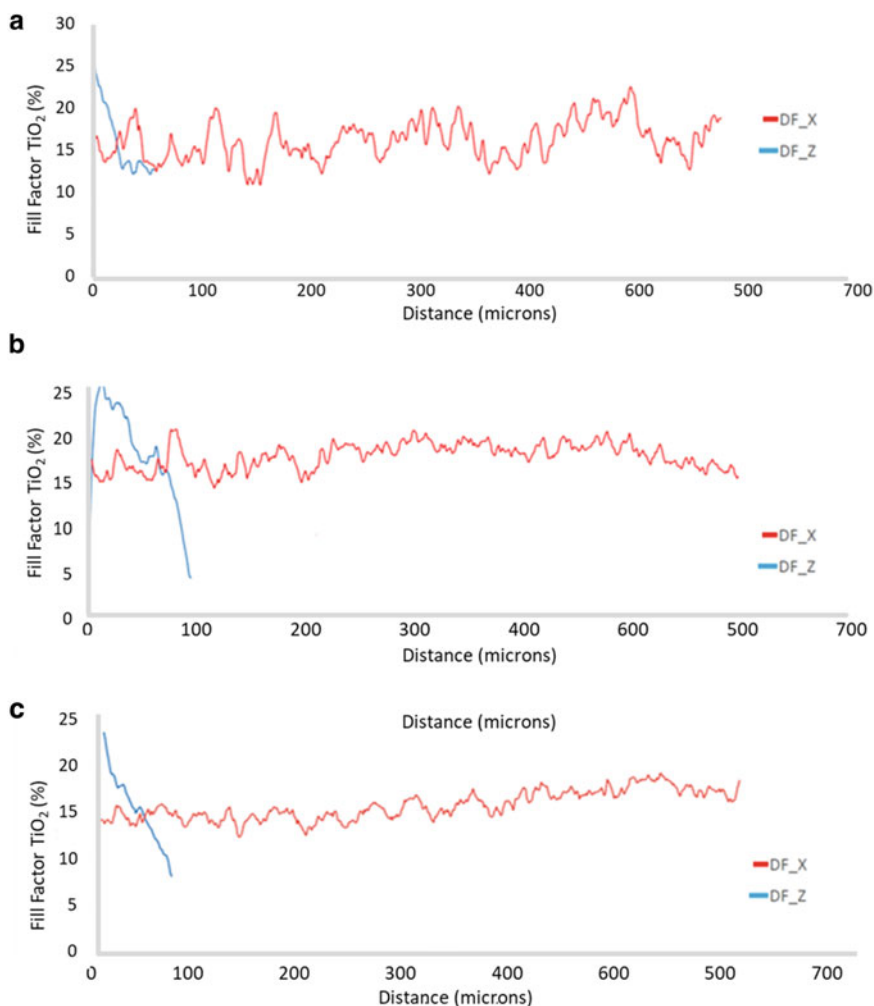 a
30
25
20
15
10
5
0
Fill Factor TiO₂ (%)
DF_X
DF_Z
0 100 200 300 400 600 500 700
Distance (microns)
b
25
20
15
10
5
0
Fill Factor TiO₂ (%)
DF_X
DF_Z
0 100 200 300 400 600 500 700
Distance (microns)
c
Distance (microns)
25
20
15
10
5
0
Fill Factor TiO₂ (%)
DF_X
DF_Z
0 100 200 300 400 600 500 700
Distance (microns)